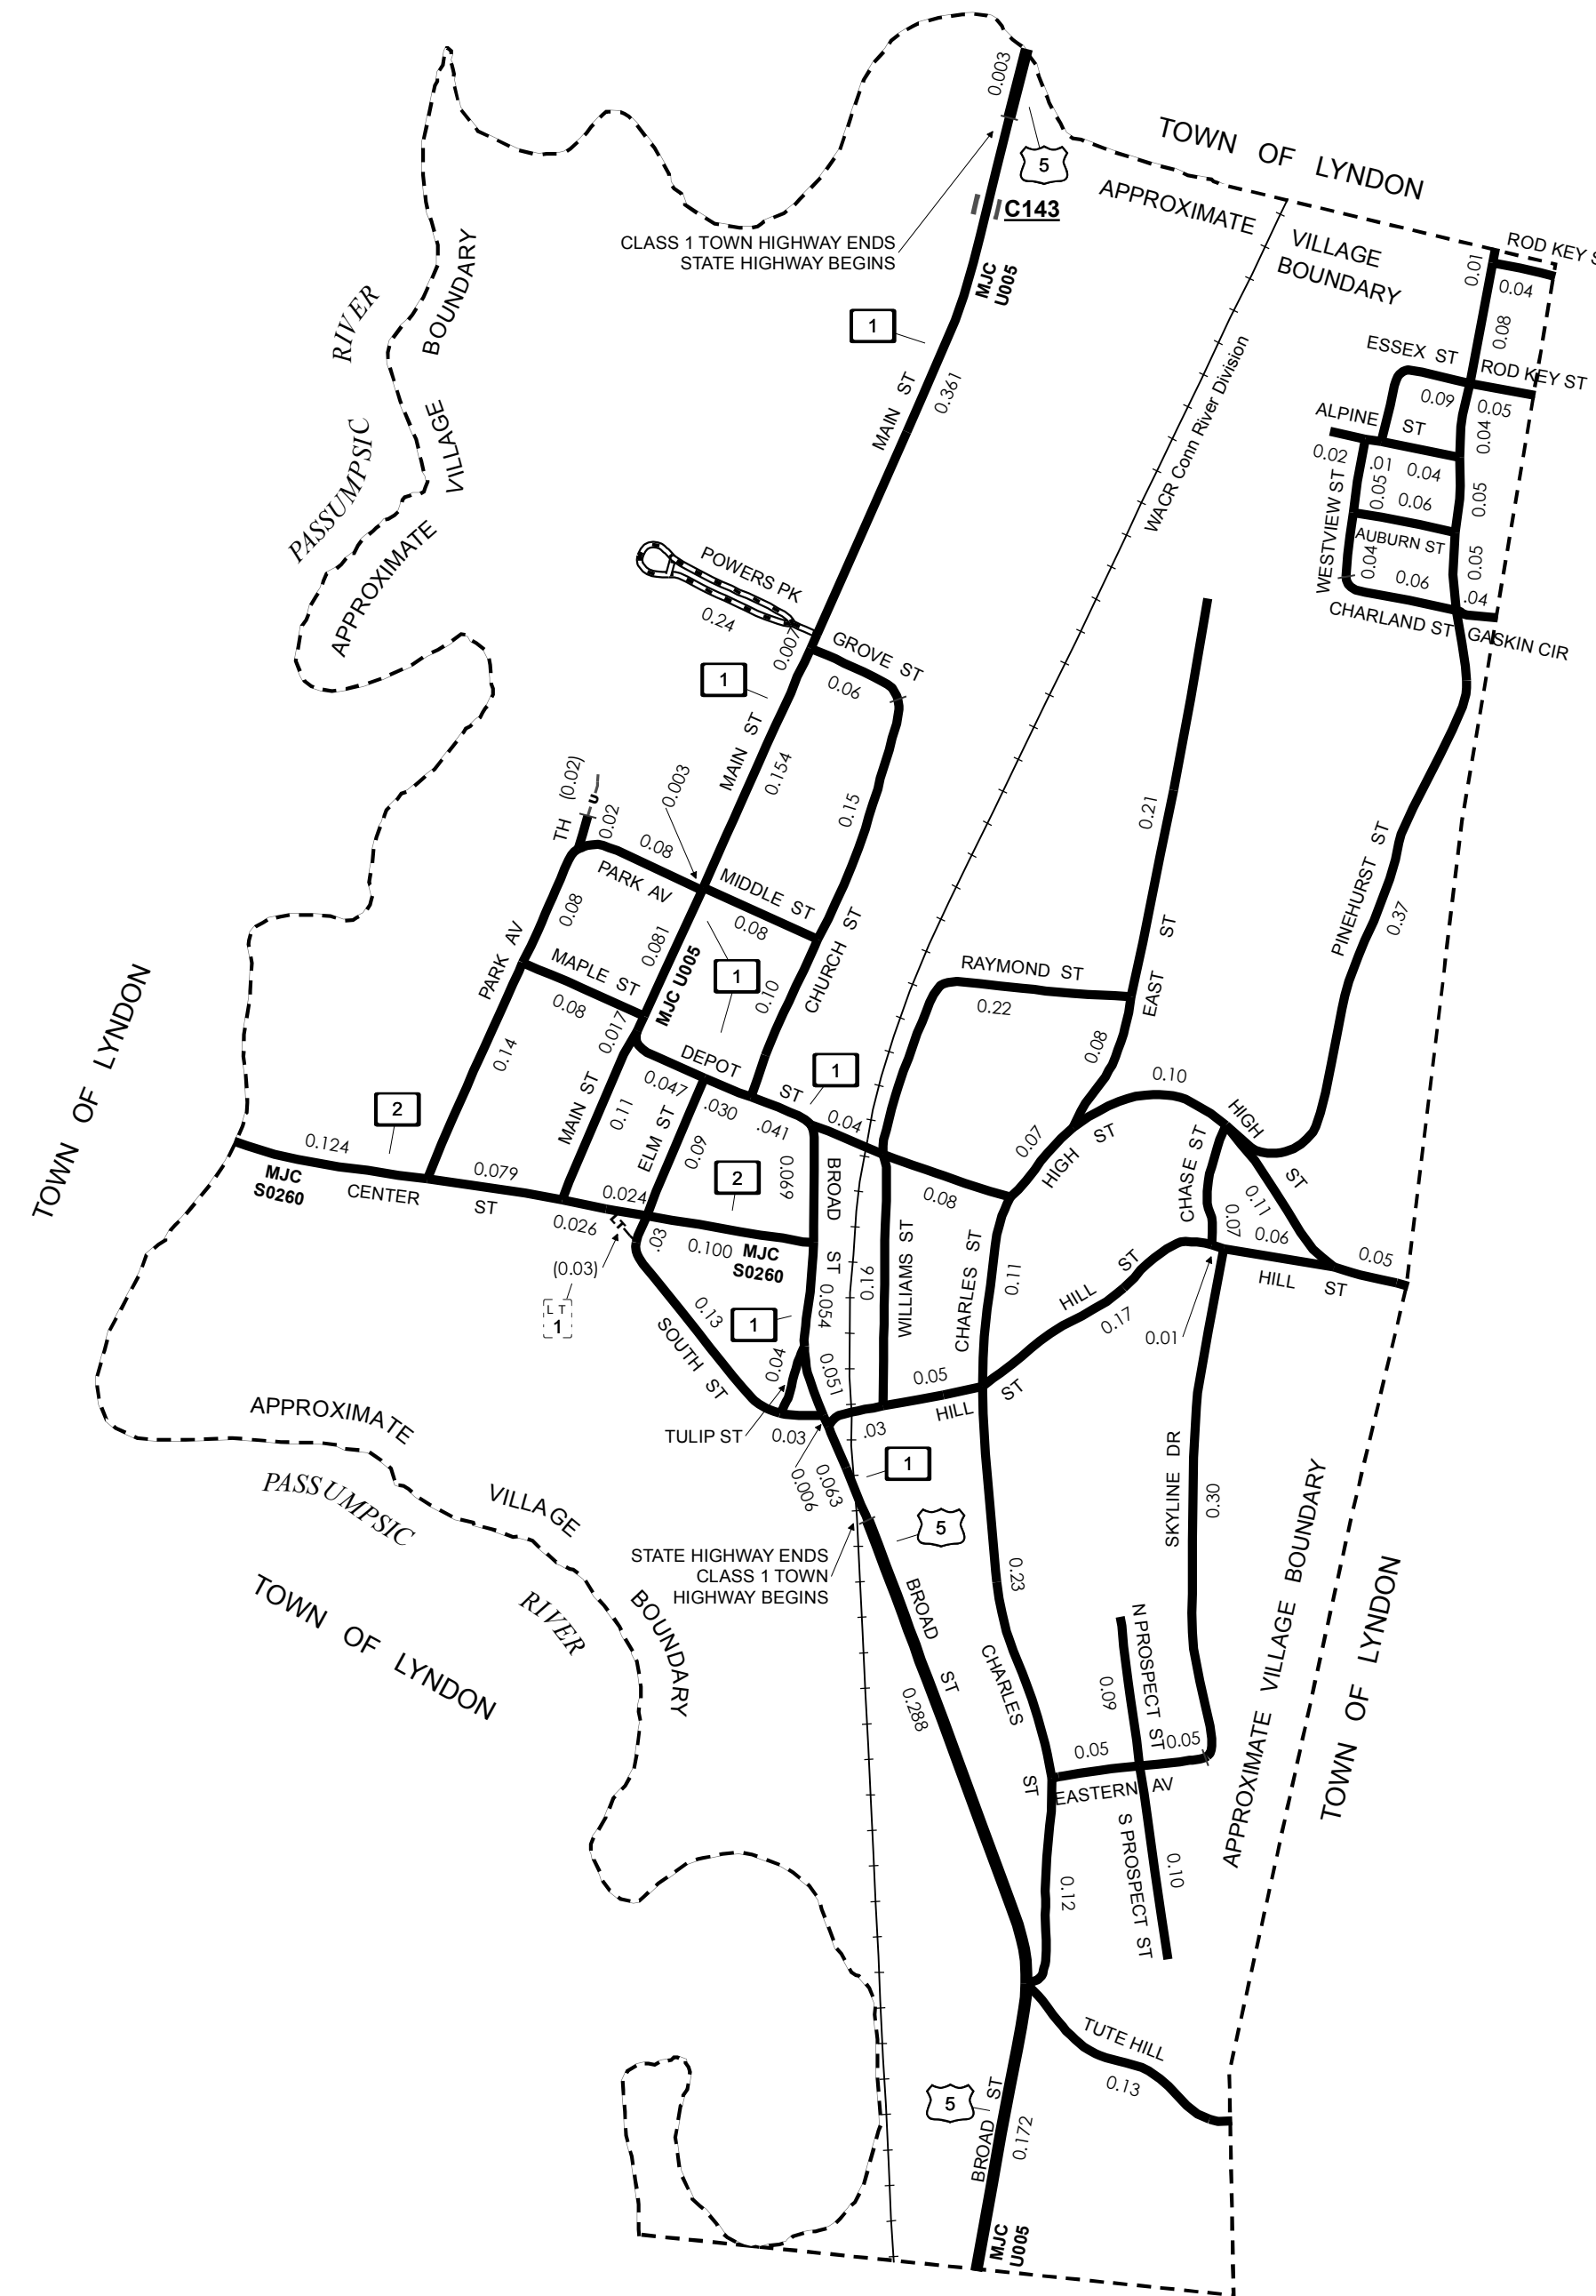 0.003
TOWN OF LYNDON
5
APPROXIMATE
VILLAGE
BOUNDARY
C143
CLASS 1 TOWN HIGHWAY ENDS
STATE HIGHWAY BEGINS
MJC
U005
1
MAIN ST
0.361
WACR Conn River Division
ROD KEY S
0.01
0.04
0.08
ESSEX ST
ROD KEY ST
0.09
0.05
ALPINE ST
0.04
0.02
.01
0.04
WESTVIEW ST
0.05
0.06
0.05
AUBURN ST
0.04
0.06
0.05
.04
CHARLAND ST
GASKIN CIR
RIVER
PASSUMPSIC
BOUNDARY
VILLAGE
APPROXIMATE
POWERS PK
0.24
0.007
GROVE ST
0.06
1
MAIN ST
0.154
0.15
0.003
TH
(0.02)
S
0.02
0.08
PARK AV
MIDDLE ST
0.08
0.08
PARK AV
MAPLE ST
0.08
0.081
MJC U005
1
0.10
CHURCH ST
0.017
0.14
DEPOT ST
1
0.047
.030
.041
0.04
MAIN ST
0.11
ELM ST
0.09
0.069
2
0.124
MJC
S0260
CENTER ST
0.079
0.026
0.024
2
0.100
MJC
S0260
LT
(0.03)
LT
1
.03
0.13
SOUTH ST
BROAD ST
0.054
1
0.04
0.051
TULIP ST
0.03
.03
0.006
0.063
1
0.16
WILLIAMS ST
0.08
CHARLES ST
0.11
0.05
HILL ST
RAYMOND ST
0.22
0.21
EAST ST
0.08
0.07
HIGH ST
0.10
PINEHURST ST
0.37
HIGH ST
CHASE ST
0.07
0.11
0.06
0.05
HILL ST
HILL ST
0.17
0.01
SKYLINE DR
0.30
STATE HIGHWAY ENDS
CLASS 1 TOWN
HIGHWAY BEGINS
5
BROAD ST
0.288
0.23
CHARLES ST
N PROSPECT ST
0.09
0.05
0.05
EASTERN AV
S PROSPECT ST
0.10
0.12
TUTE HILL
0.13
5
BROAD ST
0.172
MJC
U005
TOWN OF LYNDON
APPROXIMATE
VILLAGE
BOUNDARY
PASSUMPSIC
RIVER
TOWN OF LYNDON
APPROXIMATE VILLAGE BOUNDARY
TOWN OF LYNDON